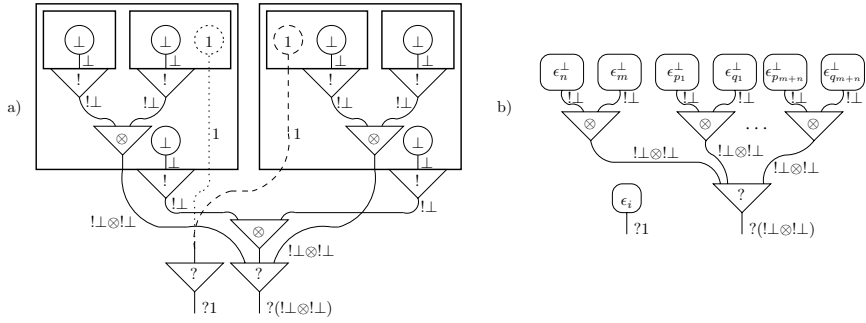 ⊥ ⊥ 1 1 ⊥ ⊥
⊥ ⊥ ⊥ ⊥
! ! ! !
!⊥ !⊥ !⊥ !⊥
a)
⊗ ⊥ 1 1 ⊗ ⊥
⊥ ⊥
! !
!⊥ !⊥
!⊥⊗!⊥ ⊗ !⊥⊗!⊥
? ?
?1 ?(!⊥⊗!⊥)
ϵ_n^⊥ ϵ_m^⊥ ϵ_{p_1}^⊥ ϵ_{q_1}^⊥ ϵ_{p_{m+n}}^⊥ ϵ_{q_{m+n}}^⊥
!⊥ !⊥ !⊥ !⊥ !⊥ !⊥
b)
⊗ ⊗ ... ⊗
!⊥⊗!⊥ !⊥⊗!⊥ !⊥⊗!⊥
ϵ_i ?
?1 ?(!⊥⊗!⊥)